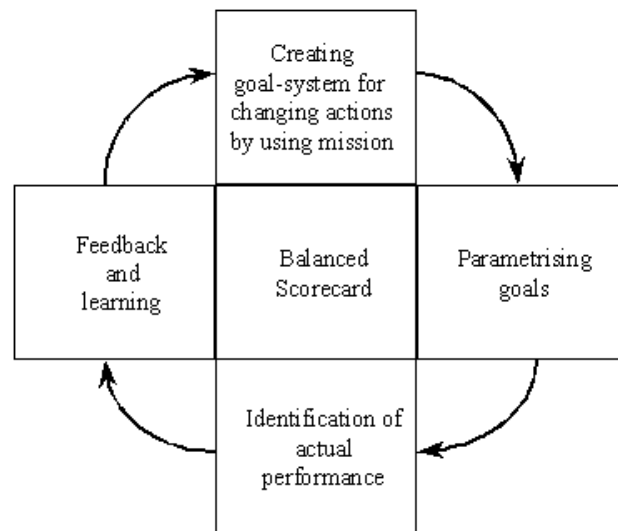 Creating
goal-system for
changing actions
by using mission
Feedback
and
learning
Balanced
Scorecard
Parametrising
goals
Identification of
actual
performance